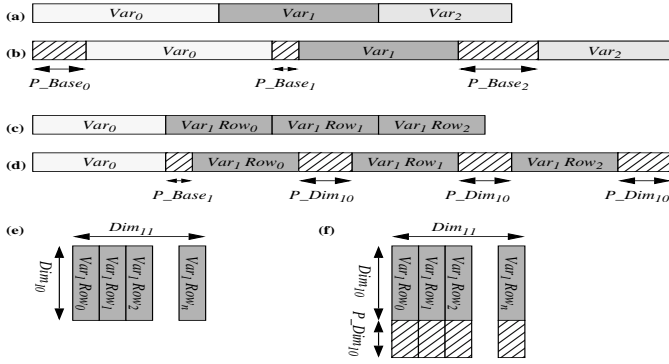 (a) Var0 Var1 Var2
(b) Var0 Var1 Var2
P_Base0 P_Base1 P_Base2
(c) Var0 Var1 Row0 Var1 Row1 Var1 Row2
(d) Var0 Var1 Row0 Var1 Row1 Var1 Row2
P_Base1 P_Dim10 P_Dim10 P_Dim10
(e) Dim11
Dim10
Var1 Row0
Var1 Row1
Var1 Row2
Var1 Rown
(f) Dim11
Dim10
P_Dim10
Var1 Row0
Var1 Row1
Var1 Row2
Var1 Rown